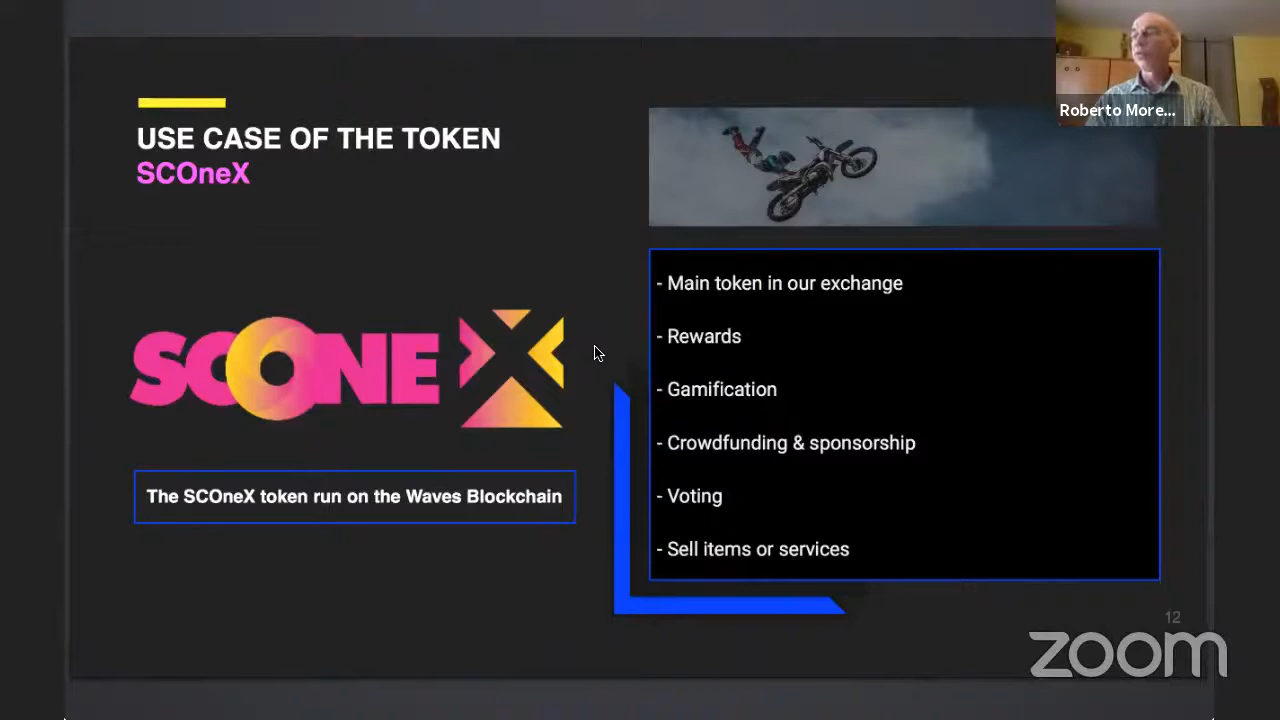 USE CASE OF THE TOKEN
SCOneX
SCONE X
The SCOneX token run on the Waves Blockchain
- Main token in our exchange
- Rewards
- Gamification
- Crowdfunding & sponsorship
- Voting
- Sell items or services
12
Roberto More...
zoom